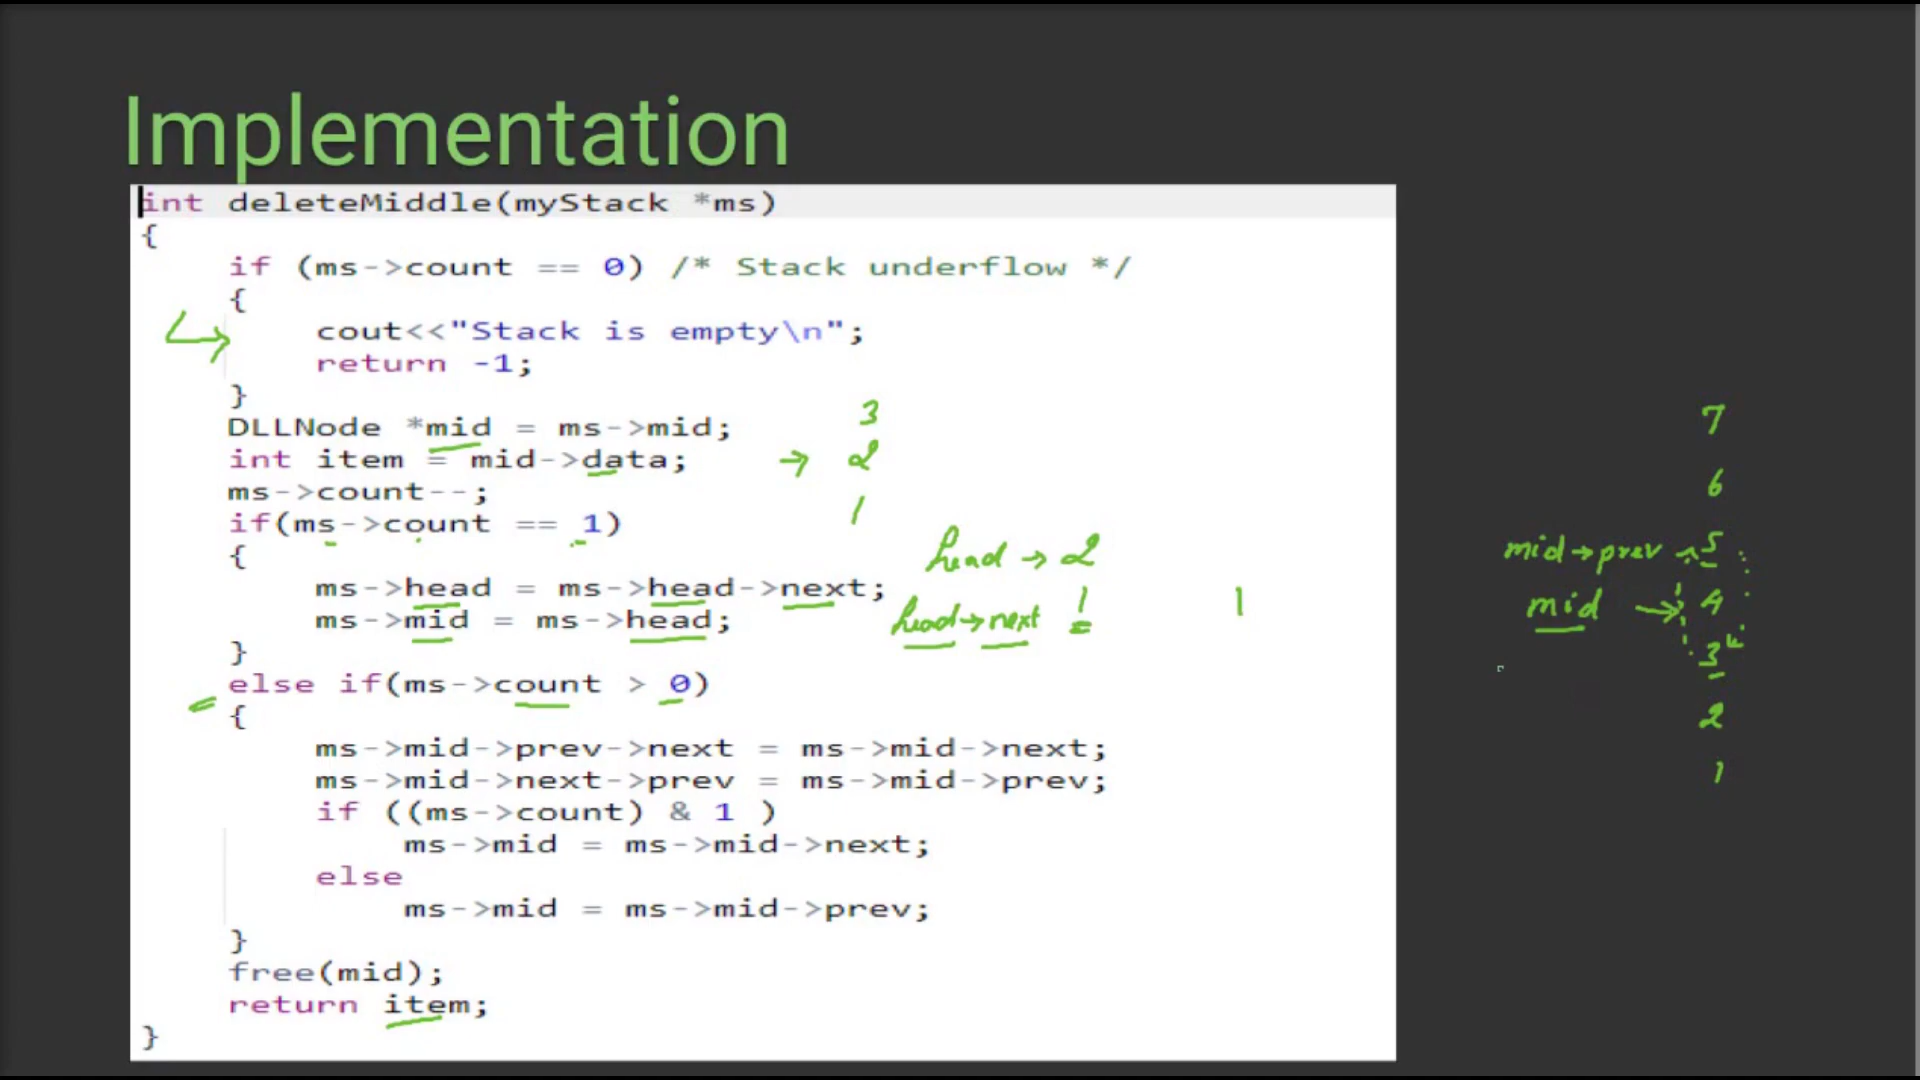 Implementation
int deleteMiddle(myStack *ms)
{
if (ms->count == 0) /* Stack underflow */
{
cout<<"Stack is empty\n";
return -1;
}
DLLNode *mid = ms->mid;
int item = mid->data;
ms->count--;
if(ms->count == 1)
{
ms->head = ms->head->next;
ms->mid = ms->head;
}
else if(ms->count > 0)
{
ms->mid->prev->next = ms->mid->next;
ms->mid->next->prev = ms->mid->prev;
if ((ms->count) & 1 )
ms->mid = ms->mid->next;
else
ms->mid = ms->mid->prev;
}
free(mid);
return item;
}
3
→ 2
1
head → 2
head→next 1
1
7
6
mid→prev → 5
mid → 4
3
2
1